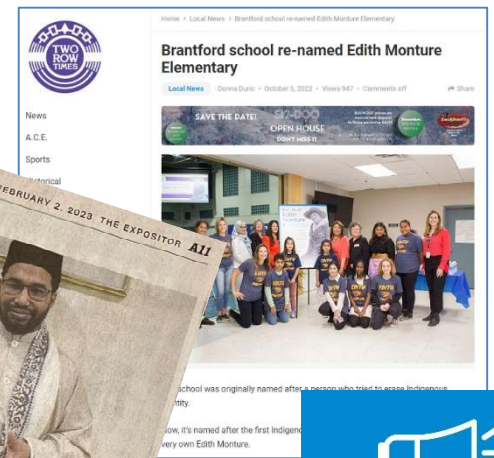 Home > Local News > Brantford school re-named Edith Monture Elementary
Brantford school re-named Edith Monture
Elementary
Local News Donna Duric • October 5, 2022 • Views 947 • Comments off Share
TWO
ROW
TIMES
SAVE THE DATE!
OPEN HOUSE
DON'T MISS IT
News
A.C.E.
Sports
FEBRUARY 2, 2023 THE EXPOSITOR A11
school was originally named after a person who tried to erase Indigenous
it's named after the first
very own Edith Monture.